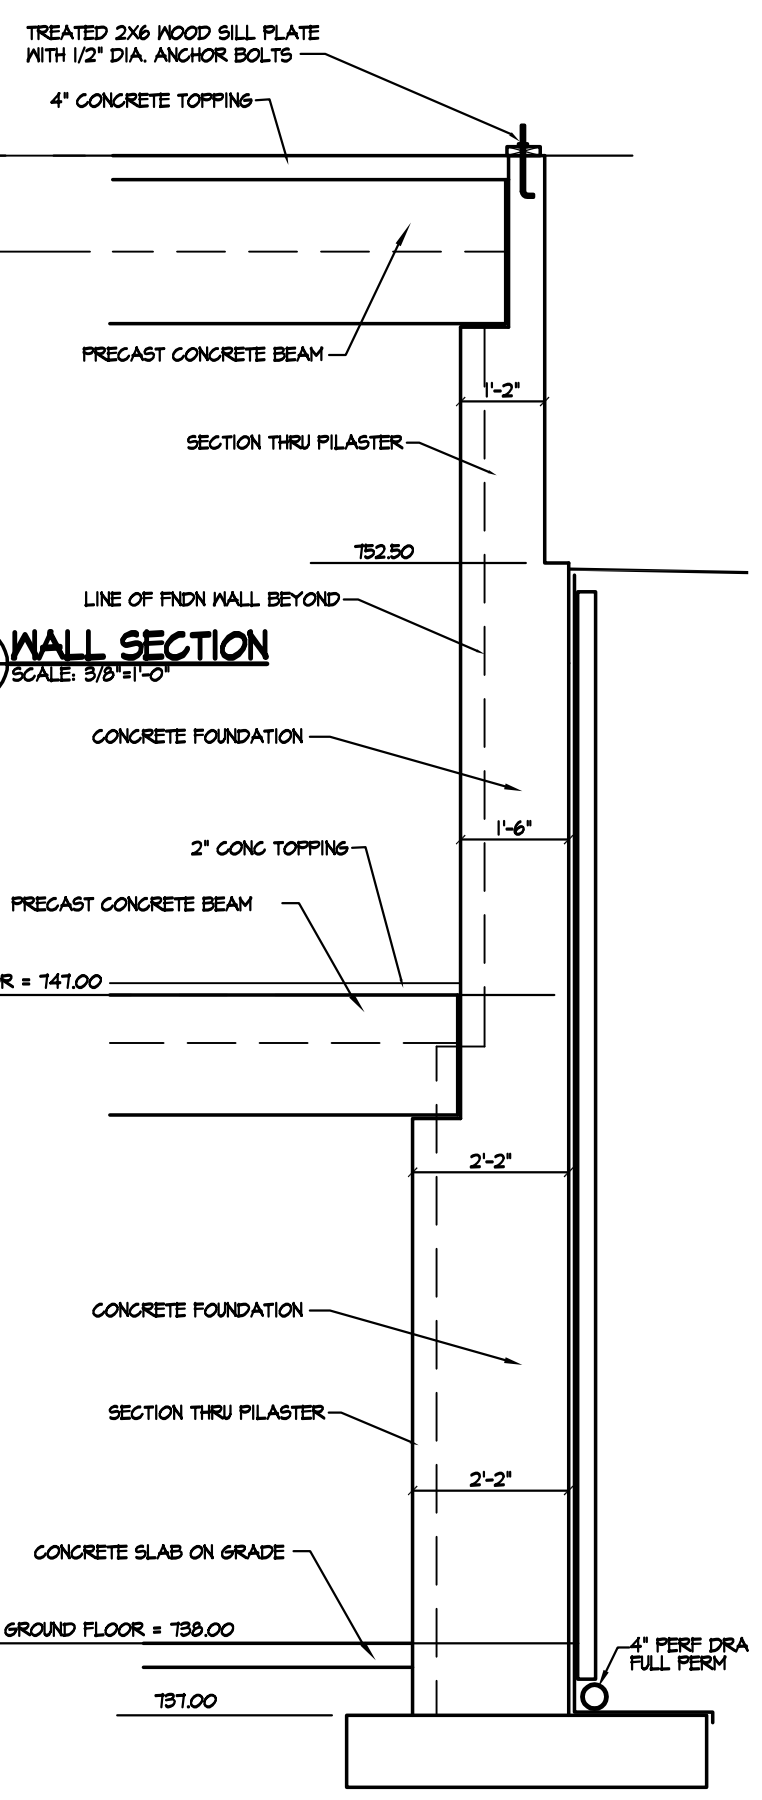 TREATED 2X6 WOOD SILL PLATE
WITH 1/2" DIA. ANCHOR BOLTS
4" CONCRETE TOPPING
PRECAST CONCRETE BEAM
1'-2"
SECTION THRU PILASTER
752.50
LINE OF FNDN WALL BEYOND
WALL SECTION
SCALE: 3/8"=1'-0"
CONCRETE FOUNDATION
1'-6"
2" CONC TOPPING
PRECAST CONCRETE BEAM
R = 747.00
2'-2"
CONCRETE FOUNDATION
SECTION THRU PILASTER
2'-2"
CONCRETE SLAB ON GRADE
GROUND FLOOR = 738.00
4" PERF DRA
FULL PERM
737.00